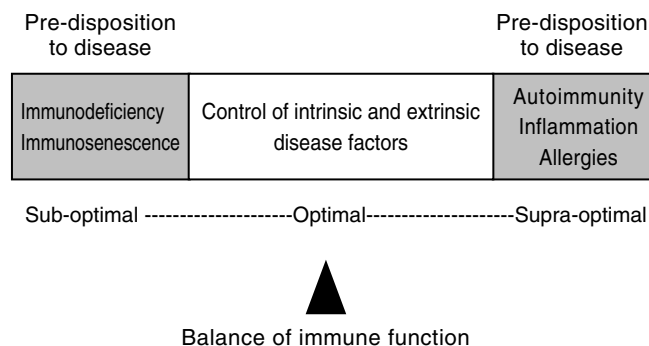 Pre-disposition
to disease
Pre-disposition
to disease
Immunodeficiency
Immunosenescence
Control of intrinsic and extrinsic
disease factors
Autoimmunity
Inflammation
Allergies
Sub-optimal ---------------------Optimal---------------------Supra-optimal
Balance of immune function